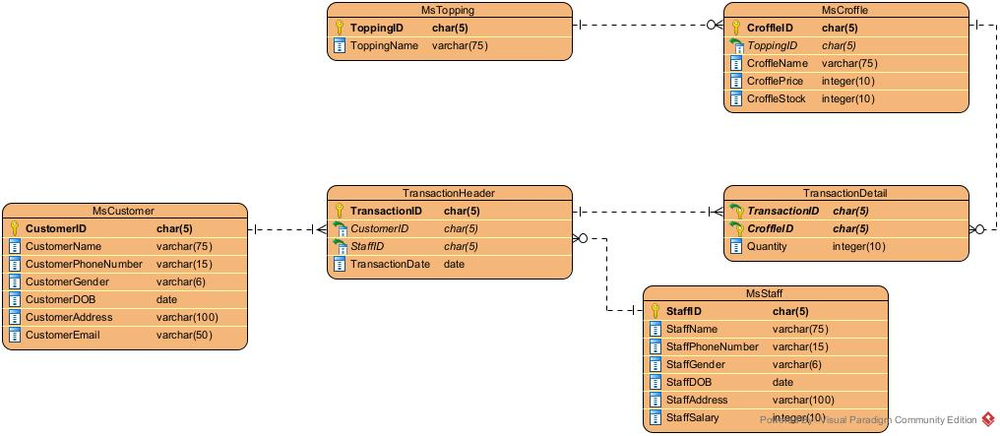 MsTopping
ToppingID char(5)
ToppingName varchar(75)
MsCroffle
CroffleID char(5)
ToppingID char(5)
CroffleName varchar(75)
CrofflePrice integer(10)
CroffleStock integer(10)
MsCustomer
CustomerID char(5)
CustomerName varchar(75)
CustomerPhoneNumber varchar(15)
CustomerGender varchar(6)
CustomerDOB date
CustomerAddress varchar(100)
CustomerEmail varchar(50)
TransactionHeader
TransactionID char(5)
CustomerID char(5)
StaffID char(5)
TransactionDate date
TransactionDetail
TransactionID char(5)
CroffleID char(5)
Quantity integer(10)
MsStaff
StaffID char(5)
StaffName varchar(75)
StaffPhoneNumber varchar(15)
StaffGender varchar(6)
StaffDOB date
StaffAddress varchar(100)
StaffSalary integer(10)
Powered By Visual Paradigm Community Edition